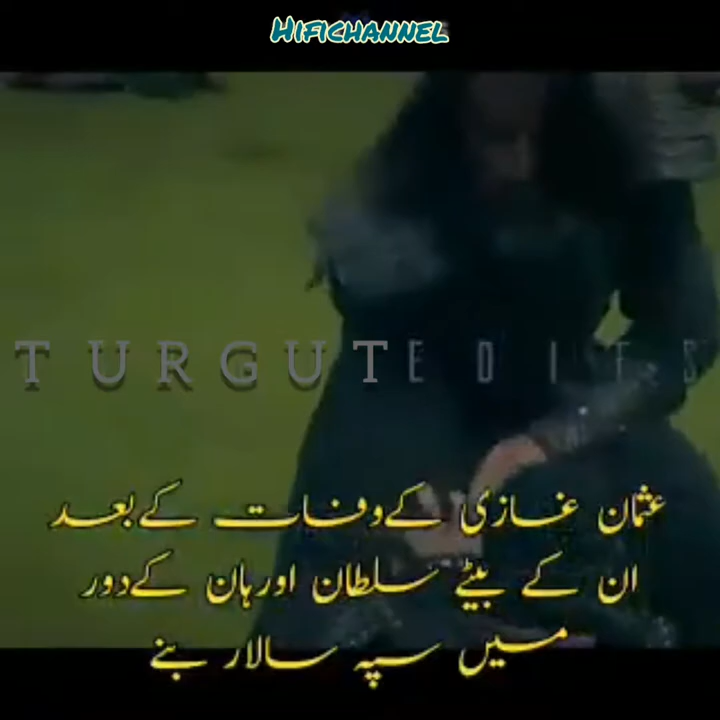 HIFICHANNEL
TURGUT EDITS
عثمان غازی کے وفات کے بعد
ان کے بیٹے سلطان اورہان کے دور
میں سپہ سالار بنے